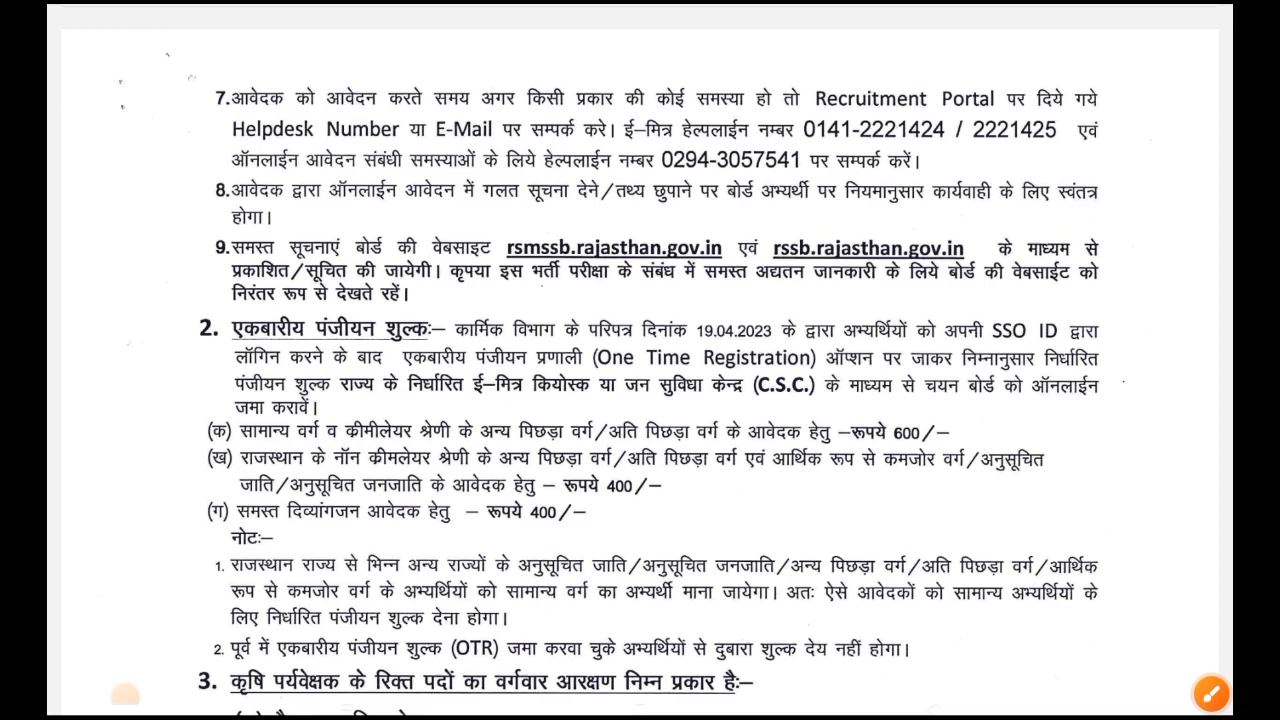 7. आवेदक को आवेदन करते समय अगर किसी प्रकार की कोई समस्या हो तो Recruitment Portal पर दिये गये
Helpdesk Number या E-Mail पर सम्पर्क करे। ई–मित्र हेल्पलाईन नम्बर 0141-2221424 / 2221425 एवं
ऑनलाईन आवेदन संबंधी समस्याओं के लिये हेल्पलाईन नम्बर 0294-3057541 पर सम्पर्क करें।
8. आवेदक द्वारा ऑनलाईन आवेदन में गलत सूचना देने/तथ्य छुपाने पर बोर्ड अभ्यर्थी पर नियमानुसार कार्यवाही के लिए स्वंतत्र
होगा।
9. समस्त सूचनाएं बोर्ड की वेबसाइट rsmssb.rajasthan.gov.in एवं rssb.rajasthan.gov.in के माध्यम से
प्रकाशित/सूचित की जायेगी। कृपया इस भर्ती परीक्षा के संबंध में समस्त अद्यतन जानकारी के लिये बोर्ड की वेबसाईट को
निरंतर रूप से देखते रहें।
2. एकबारीय पंजीयन शुल्कः– कार्मिक विभाग के परिपत्र दिनांक 19.04.2023 के द्वारा अभ्यर्थियों को अपनी SSO ID द्वारा
लॉगिन करने के बाद एकबारीय पंजीयन प्रणाली (One Time Registration) ऑप्शन पर जाकर निम्नानुसार निर्धारित
पंजीयन शुल्क राज्य के निर्धारित ई–मित्र कियोस्क या जन सुविधा केन्द्र (C.S.C.) के माध्यम से चयन बोर्ड को ऑनलाईन
जमा करावें।
(क) सामान्य वर्ग व क्रीमीलेयर श्रेणी के अन्य पिछड़ा वर्ग/अति पिछड़ा वर्ग के आवेदक हेतु –रूपये 600/–
(ख) राजस्थान के नॉन क्रीमलेयर श्रेणी के अन्य पिछड़ा वर्ग/अति पिछड़ा वर्ग एवं आर्थिक रूप से कमजोर वर्ग/अनुसूचित
जाति/अनुसूचित जनजाति के आवेदक हेतु – रूपये 400/–
(ग) समस्त दिव्यांगजन आवेदक हेतु – रूपये 400/–
नोटः–
1. राजस्थान राज्य से भिन्न अन्य राज्यों के अनुसूचित जाति/अनुसूचित जनजाति/अन्य पिछड़ा वर्ग/अति पिछड़ा वर्ग/आर्थिक
रूप से कमजोर वर्ग के अभ्यर्थियों को सामान्य वर्ग का अभ्यर्थी माना जायेगा। अतः ऐसे आवेदकों को सामान्य अभ्यर्थियों के
लिए निर्धारित पंजीयन शुल्क देना होगा।
2. पूर्व में एकबारीय पंजीयन शुल्क (OTR) जमा करवा चुके अभ्यर्थियों से दुबारा शुल्क देय नहीं होगा।
3. कृषि पर्यवेक्षक के रिक्त पदों का वर्गवार आरक्षण निम्न प्रकार हैः–